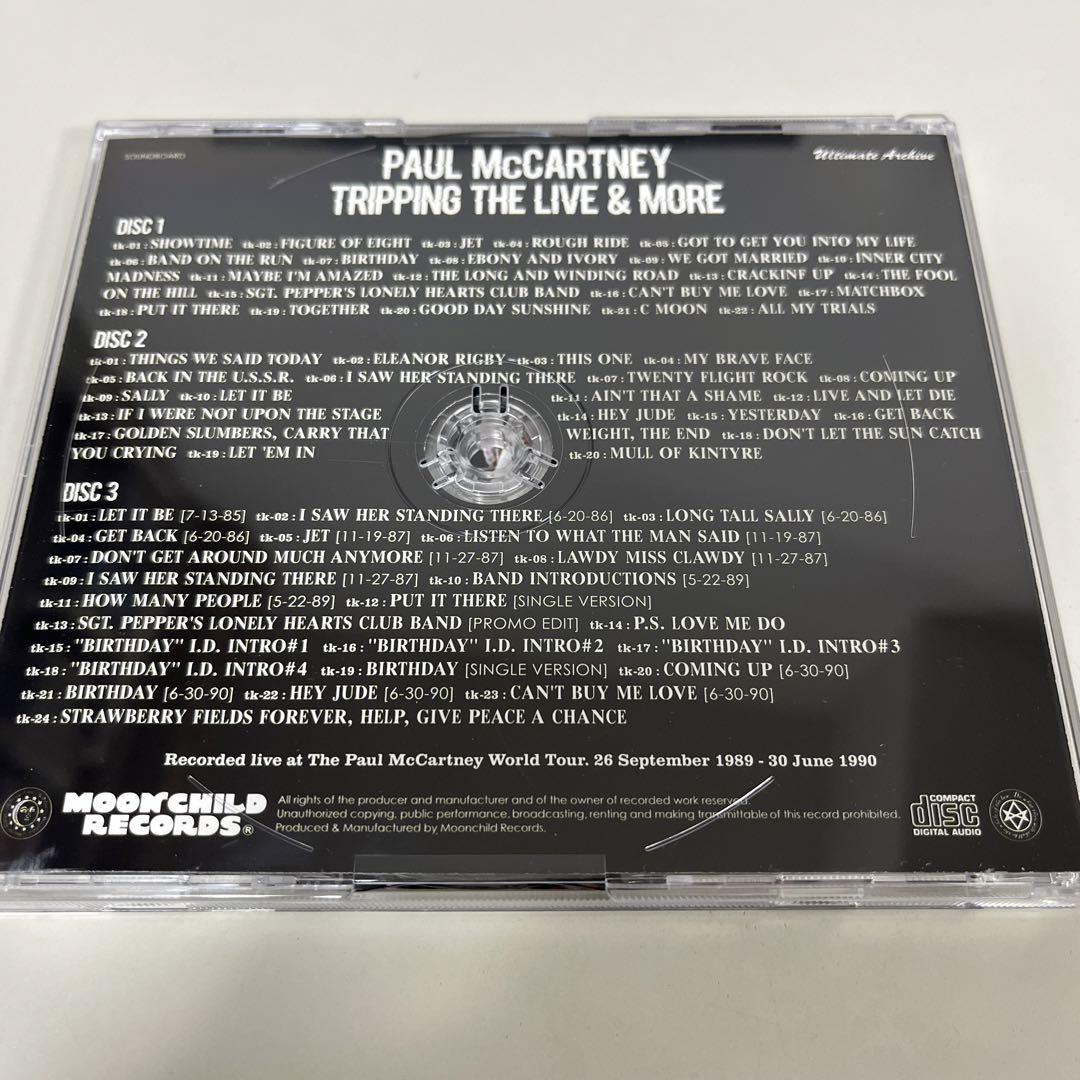 SOUNDBOARD
Ultimate Archive
PAUL McCARTNEY
TRIPPING THE LIVE & MORE
DISC 1
tk-01 : SHOWTIME tk-02 : FIGURE OF EIGHT tk-03 : JET tk-04 : ROUGH RIDE tk-05 : GOT TO GET YOU INTO MY LIFE
tk-06 : BAND ON THE RUN tk-07 : BIRTHDAY tk-08 : EBONY AND IVORY tk-09 : WE GOT MARRIED tk-10 : INNER CITY
MADNESS tk-11 : MAYBE I'M AMAZED tk-12 : THE LONG AND WINDING ROAD tk-13 : CRACKINF UP tk-14 : THE FOOL
ON THE HILL tk-15 : SGT. PEPPER'S LONELY HEARTS CLUB BAND tk-16 : CAN'T BUY ME LOVE tk-17 : MATCHBOX
tk-18 : PUT IT THERE tk-19 : TOGETHER tk-20 : GOOD DAY SUNSHINE tk-21 : C MOON tk-22 : ALL MY TRIALS
DISC 2
tk-01 : THINGS WE SAID TODAY tk-02 : ELEANOR RIGBY tk-03 : THIS ONE tk-04 : MY BRAVE FACE
tk-05 : BACK IN THE U.S.S.R. tk-06 : I SAW HER STANDING THERE tk-07 : TWENTY FLIGHT ROCK tk-08 : COMING UP
tk-09 : SALLY tk-10 : LET IT BE tk-11 : AIN'T THAT A SHAME tk-12 : LIVE AND LET DIE
tk-13 : IF I WERE NOT UPON THE STAGE tk-14 : HEY JUDE tk-15 : YESTERDAY tk-16 : GET BACK
tk-17 : GOLDEN SLUMBERS, CARRY THAT WEIGHT, THE END tk-18 : DON'T LET THE SUN CATCH
YOU CRYING tk-19 : LET 'EM IN tk-20 : MULL OF KINTYRE
DISC 3
tk-01 : LET IT BE [7-13-85] tk-02 : I SAW HER STANDING THERE [6-20-86] tk-03 : LONG TALL SALLY [6-20-86]
tk-04 : GET BACK [6-20-86] tk-05 : JET [11-19-87] tk-06 : LISTEN TO WHAT THE MAN SAID [11-19-87]
tk-07 : DON'T GET AROUND MUCH ANYMORE [11-27-87] tk-08 : LAWDY MISS CLAWDY [11-27-87]
tk-09 : I SAW HER STANDING THERE [11-27-87] tk-10 : BAND INTRODUCTIONS [5-22-89]
tk-11 : HOW MANY PEOPLE [5-22-89] tk-12 : PUT IT THERE [SINGLE VERSION]
tk-13 : SGT. PEPPER'S LONELY HEARTS CLUB BAND [PROMO EDIT] tk-14 : P.S. LOVE ME DO
tk-15 : "BIRTHDAY" I.D. INTRO#1 tk-16 : "BIRTHDAY" I.D. INTRO#2 tk-17 : "BIRTHDAY" I.D. INTRO#3
tk-18 : "BIRTHDAY" I.D. INTRO#4 tk-19 : BIRTHDAY [SINGLE VERSION] tk-20 : COMING UP [6-30-90]
tk-21 : BIRTHDAY [6-30-90] tk-22 : HEY JUDE [6-30-90] tk-23 : CAN'T BUY ME LOVE [6-30-90]
tk-24 : STRAWBERRY FIELDS FOREVER, HELP, GIVE PEACE A CHANCE
Recorded live at The Paul McCartney World Tour. 26 September 1989 - 30 June 1990
MOONCHILD
RECORDS®
All rights of the producer and manufacturer and of the owner of recorded work reserved.
Unauthorized copying, public performance, broadcasting, renting and making transmittable of this record prohibited.
Produced & Manufactured by Moonchild Records.
COMPACT
disc
DIGITAL AUDIO